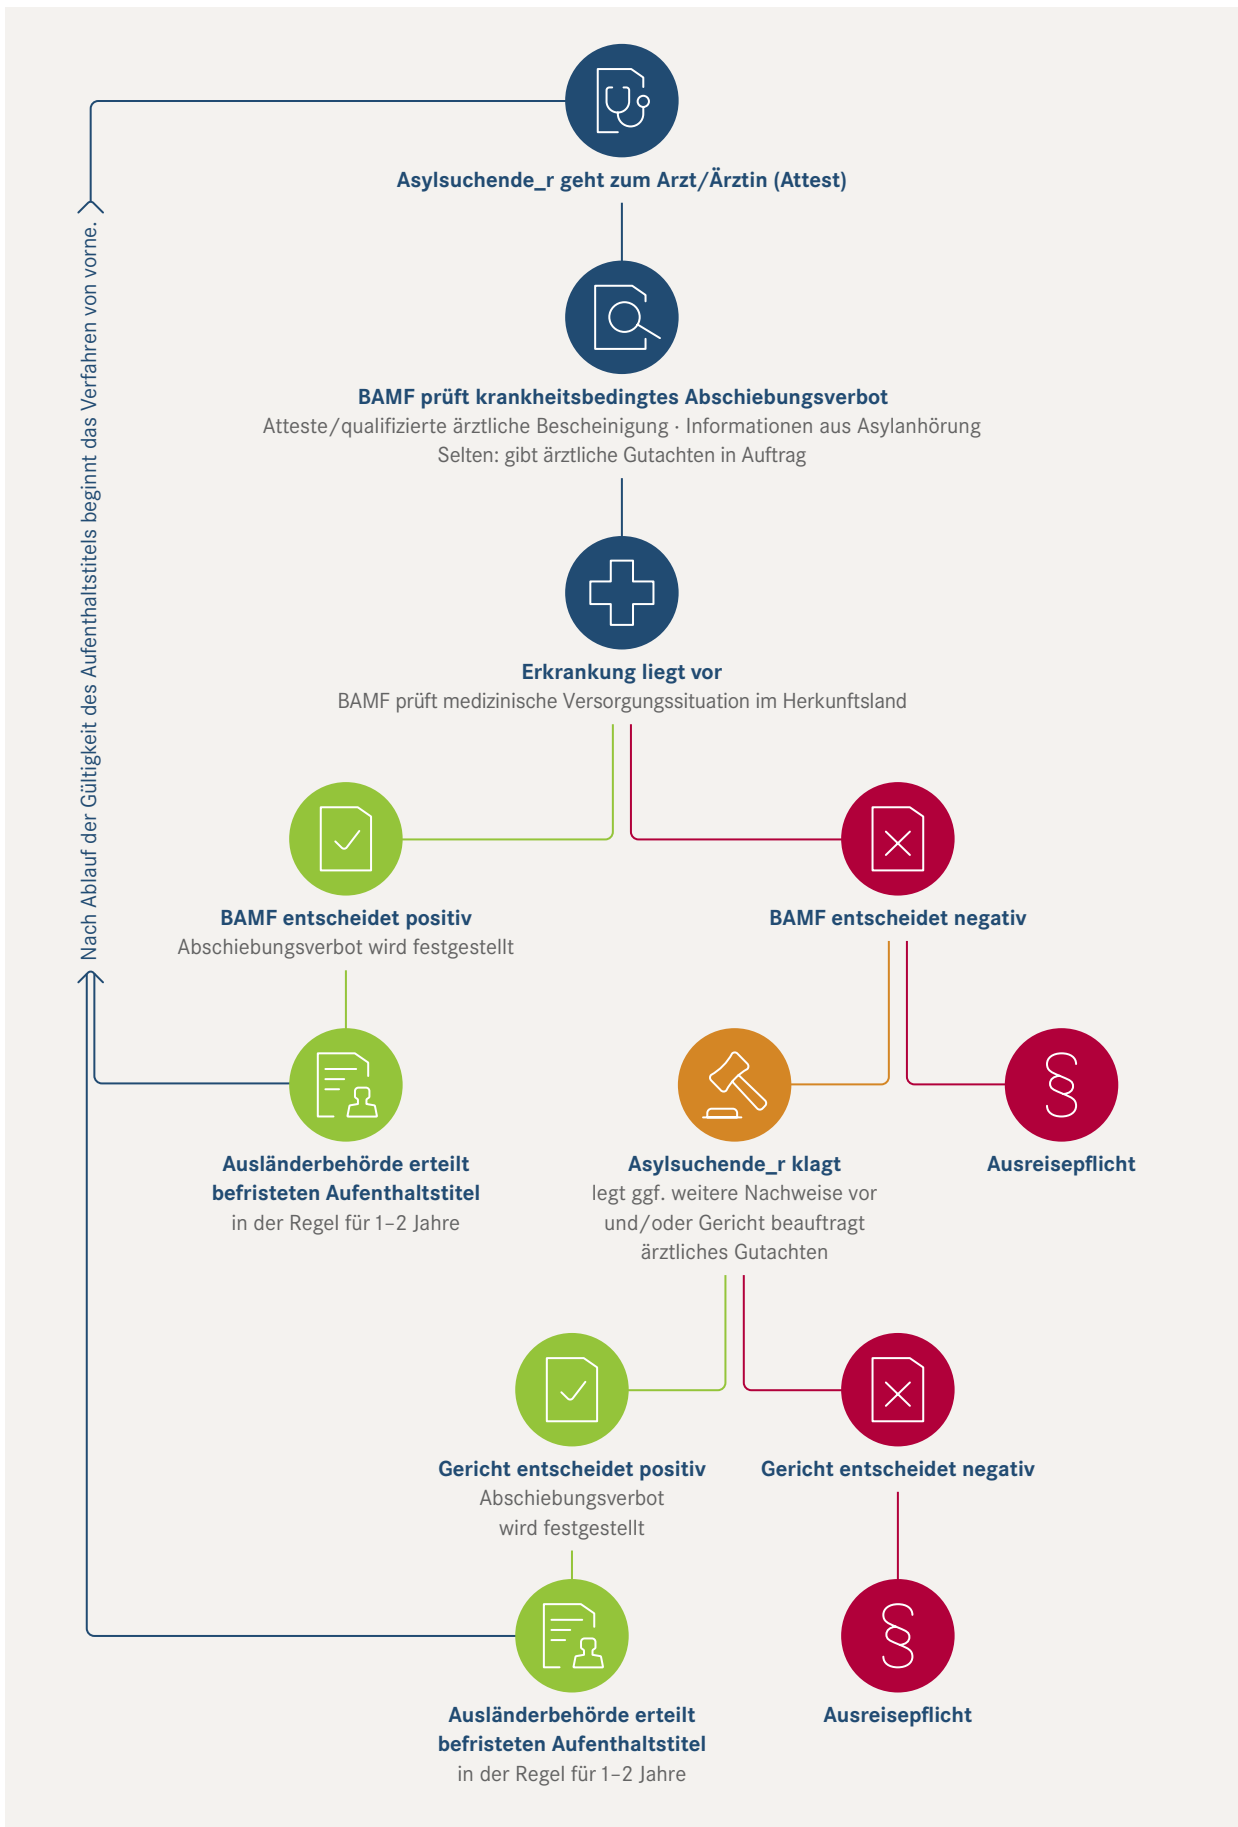 Asylsuchende_r geht zum Arzt/Ärztin (Attest)
Nach Ablauf der Gültigkeit des Aufenthaltstitels beginnt das Verfahren von vorne.
BAMF prüft krankheitsbedingtes Abschiebungsverbot
Atteste/qualifizierte ärztliche Bescheinigung · Informationen aus Asylanhörung
Selten: gibt ärztliche Gutachten in Auftrag
Erkrankung liegt vor
BAMF prüft medizinische Versorgungssituation im Herkunftsland
BAMF entscheidet positiv
Abschiebungsverbot wird festgestellt
BAMF entscheidet negativ
Ausländerbehörde erteilt
befristeten Aufenthaltstitel
in der Regel für 1–2 Jahre
Asylsuchende_r klagt
legt ggf. weitere Nachweise vor
und/oder Gericht beauftragt
ärztliches Gutachten
§
Ausreisepflicht
Gericht entscheidet positiv
Abschiebungsverbot
wird festgestellt
Gericht entscheidet negativ
Ausländerbehörde erteilt
befristeten Aufenthaltstitel
in der Regel für 1–2 Jahre
§
Ausreisepflicht